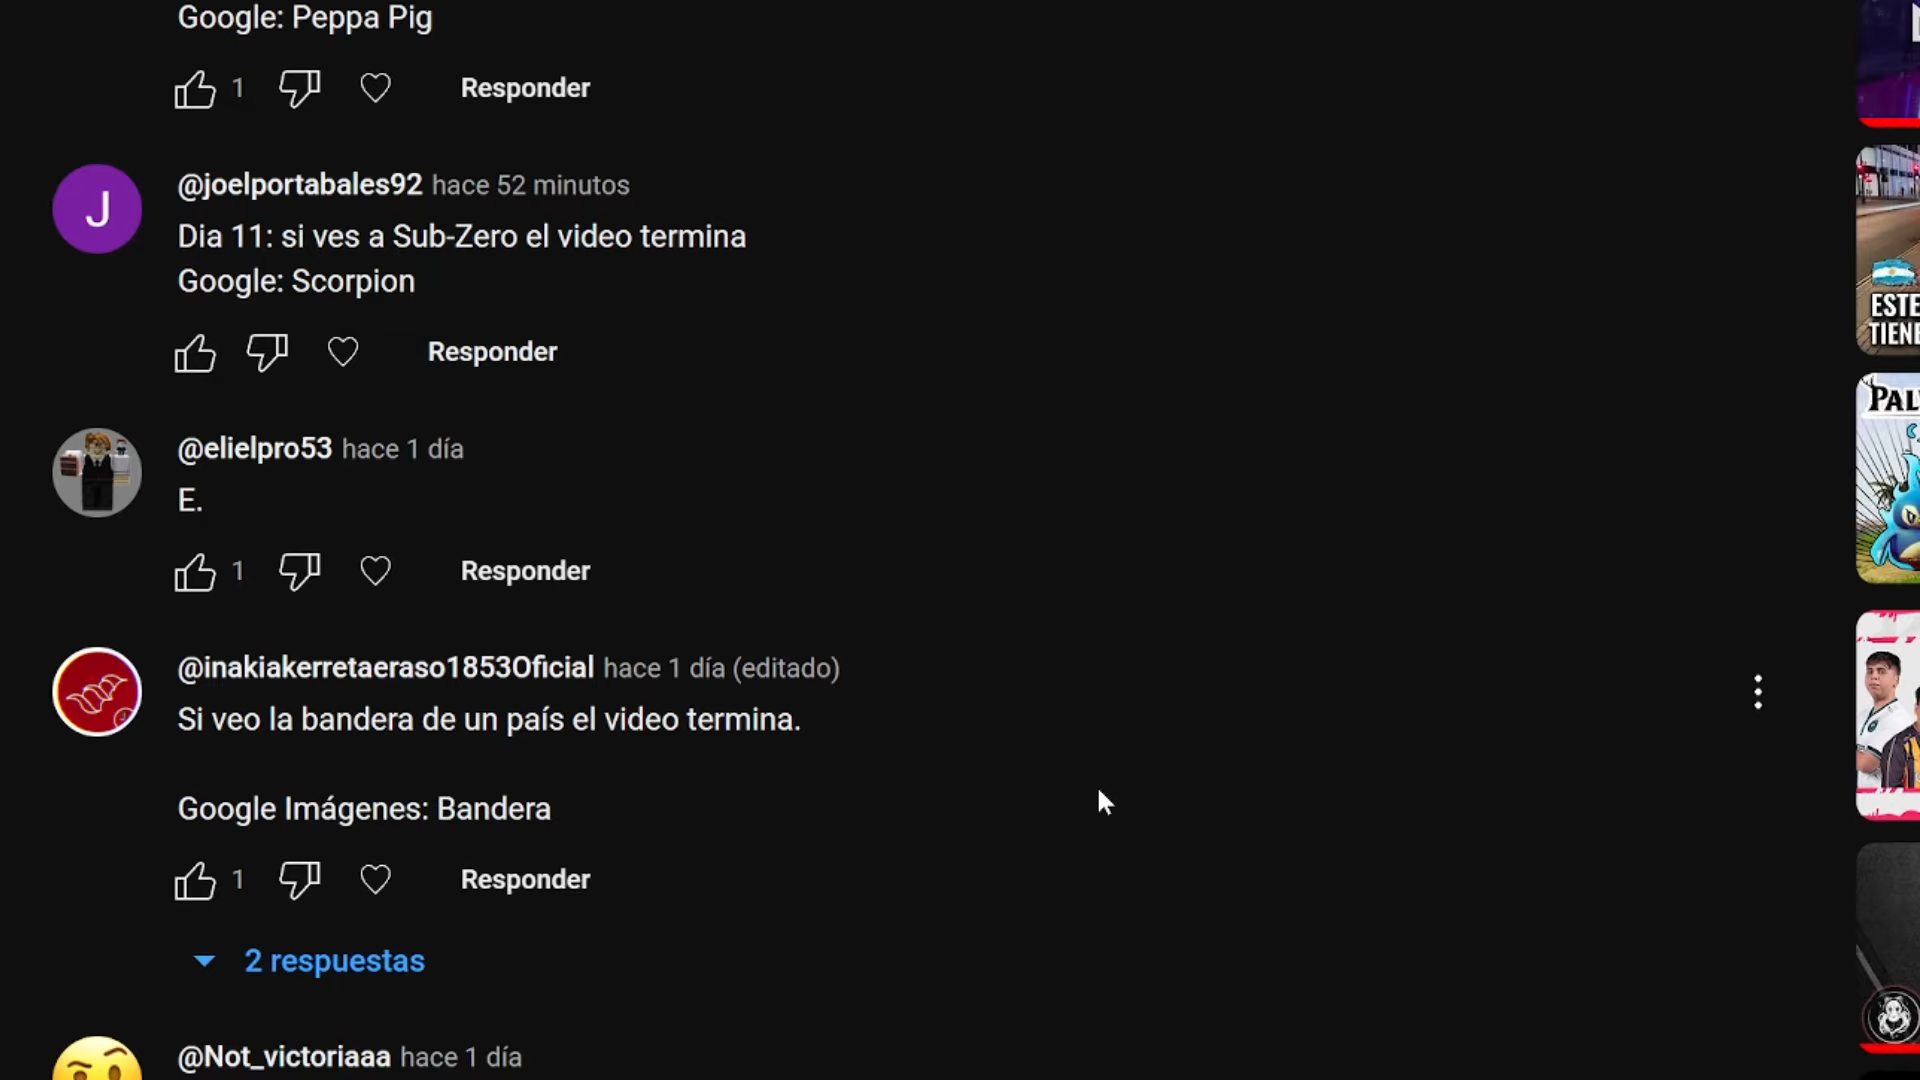 Google: Peppa Pig
1
Responder
@joelportabales92 hace 52 minutos
J
Dia 11: si ves a Sub-Zero el video termina
Google: Scorpion
Responder
ESTE
TIENE
PAL
@elielpro53 hace 1 día
E.
1
Responder
@inakiakerretaeraso1853Oficial hace 1 día (editado)
Si veo la bandera de un país el video termina.
Google Imágenes: Bandera
1
Responder
2 respuestas
@Not_victoriaaa hace 1 día